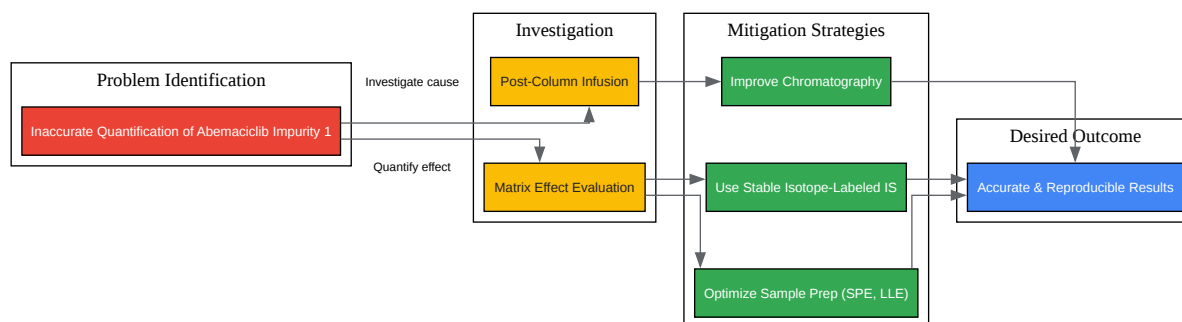 Problem Identification
Inaccurate Quantification of Abemaciclib Impurity 1
Investigate cause
Quantify effect
Investigation
Post-Column Infusion
Matrix Effect Evaluation
Mitigation Strategies
Improve Chromatography
Use Stable Isotope-Labeled IS
Optimize Sample Prep (SPE, LLE)
Desired Outcome
Accurate & Reproducible Results